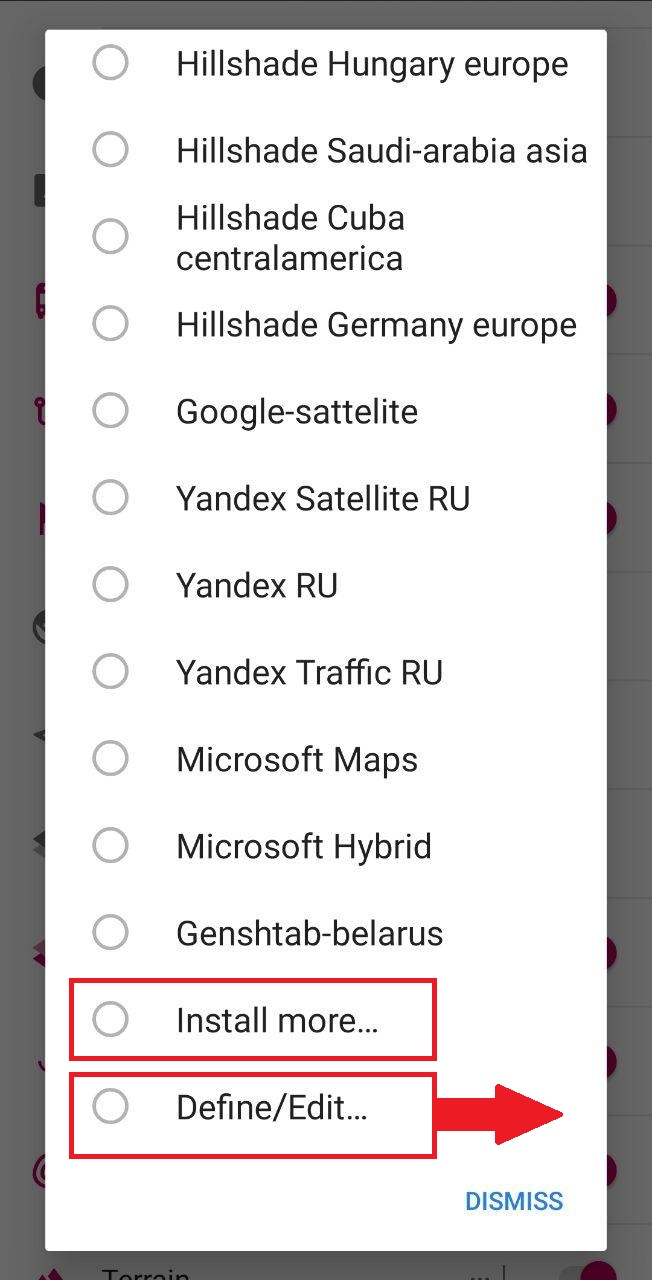 Hillshade Hungary europe
Hillshade Saudi-arabia asia
Hillshade Cuba
centralamerica
Hillshade Germany europe
Google-sattelite
Yandex Satellite RU
Yandex RU
Yandex Traffic RU
Microsoft Maps
Microsoft Hybrid
Genshtab-belarus
Install more...
Define/Edit...
DISMISS
Terrain